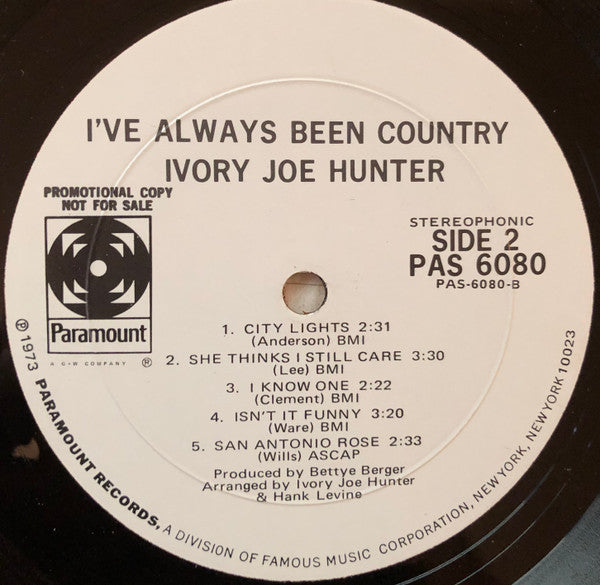 I'VE ALWAYS BEEN COUNTRY
IVORY JOE HUNTER
PROMOTIONAL COPY
NOT FOR SALE
Paramount
A G+W COMPANY ®
STEREOPHONIC
SIDE 2
PAS 6080
PAS-6080-B
1. CITY LIGHTS 2:31
(Anderson) BMI
2. SHE THINKS I STILL CARE 3:30
(Lee) BMI
3. I KNOW ONE 2:22
(Clement) BMI
4. ISN'T IT FUNNY 3:20
(Ware) BMI
5. SAN ANTONIO ROSE 2:33
(Wills) ASCAP
Produced by Bettye Berger
Arranged by Ivory Joe Hunter
& Hank Levine
℗1973 PARAMOUNT RECORDS, A DIVISION OF FAMOUS MUSIC CORPORATION, NEW YORK, NEW YORK 10023